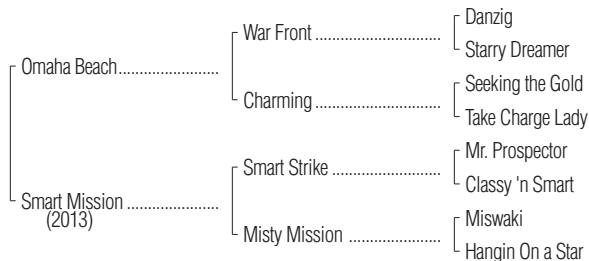 Danzig
War Front
Starry Dreamer
Omaha Beach
Seeking the Gold
Charming
Take Charge Lady
Mr. Prospector
Smart Strike
Classy 'n Smart
Smart Mission
(2013)
Miswaki
Misty Mission
Hangin On a Star